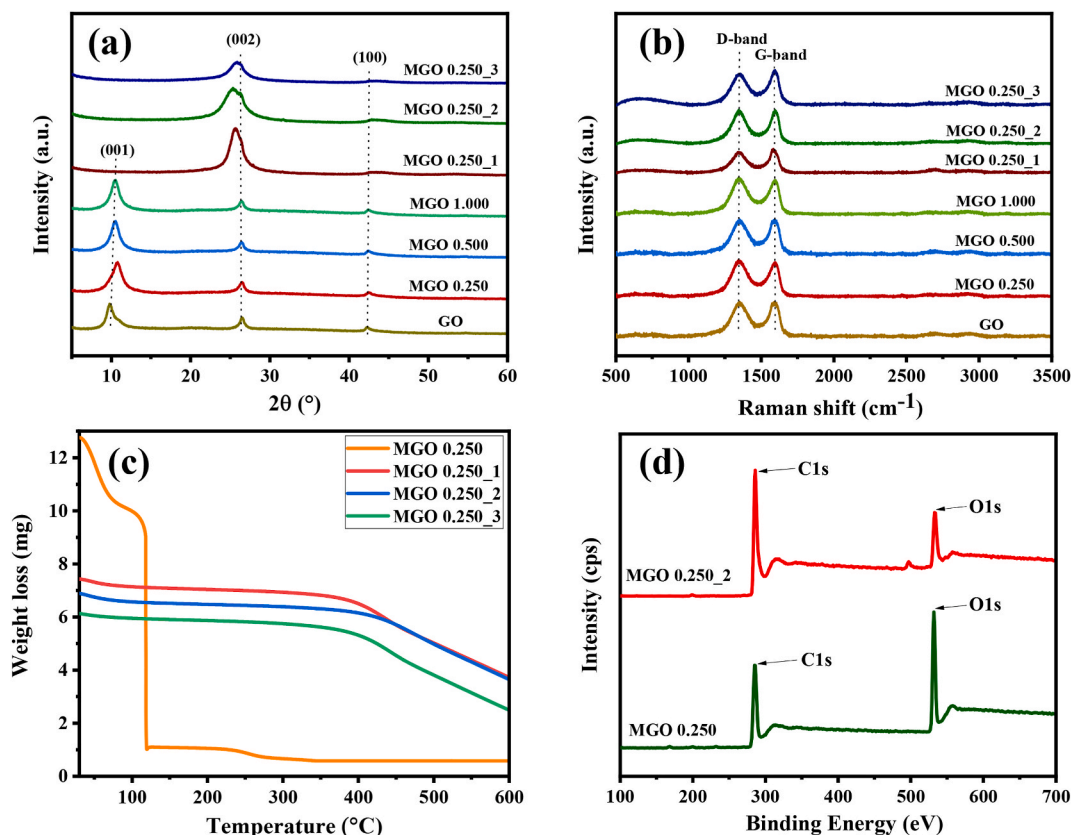 (a)
(001)
(002)
(100)
MGO 0.250_3
MGO 0.250_2
MGO 0.250_1
MGO 1.000
MGO 0.500
MGO 0.250
GO
Intensity (a.u.)
10 20 30 40 50 60
2θ (°)
(b)
D-band
G-band
MGO 0.250_3
MGO 0.250_2
MGO 0.250_1
MGO 1.000
MGO 0.500
MGO 0.250
GO
Intensity (a.u.)
500 1000 1500 2000 2500 3000 3500
Raman shift (cm⁻¹)
(c)
MGO 0.250
MGO 0.250_1
MGO 0.250_2
MGO 0.250_3
Weight loss (mg)
12
10
8
6
4
2
0
100 200 300 400 500 600
Temperature (°C)
(d)
C1s
O1s
MGO 0.250_2
O1s
C1s
MGO 0.250
Intensity (cps)
100 200 300 400 500 600 700
Binding Energy (eV)